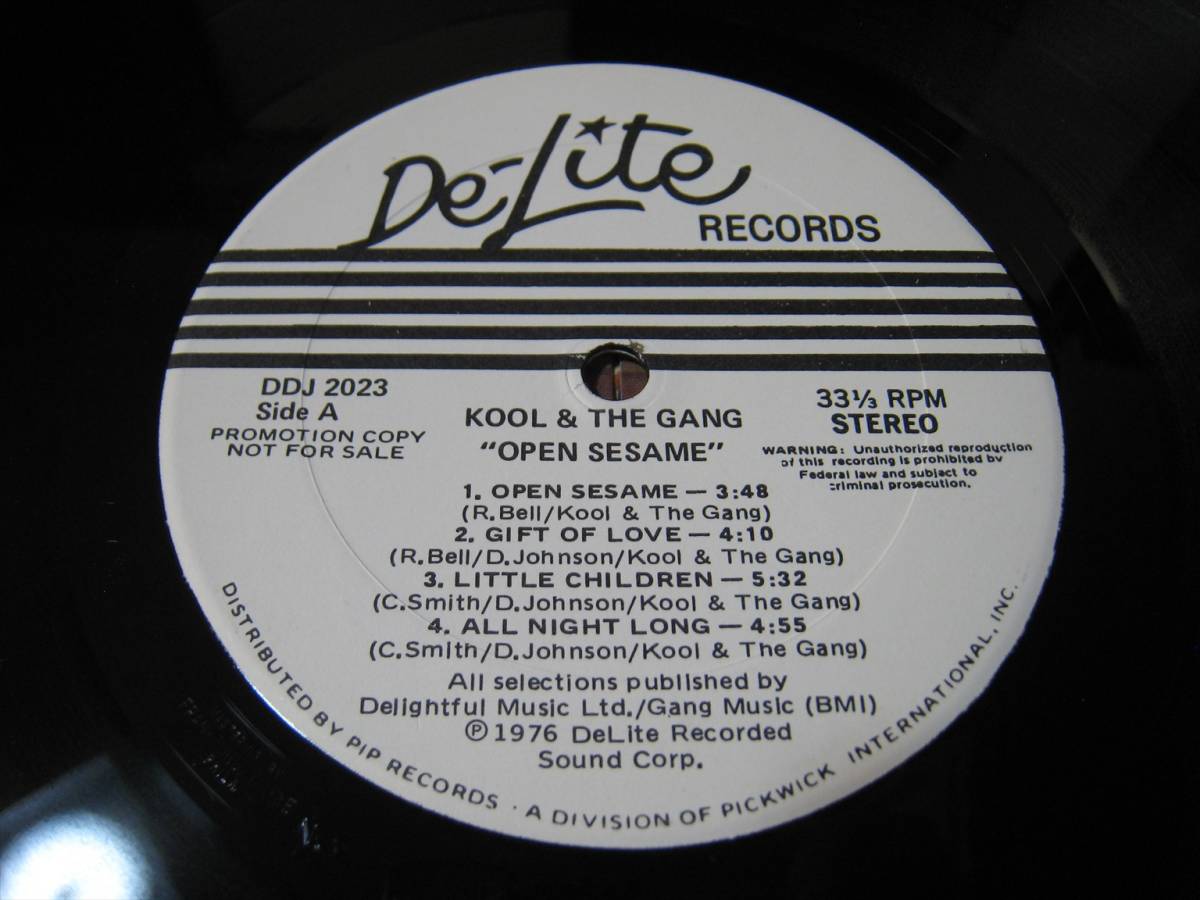 De-Lite
RECORDS
DDJ 2023
Side A
PROMOTION COPY
NOT FOR SALE
KOOL & THE GANG
"OPEN SESAME"
33⅓ RPM
STEREO
WARNING: Unauthorized reproduction
of this recording is prohibited by
Federal law and subject to
criminal prosecution.
1. OPEN SESAME — 3:48
(R.Bell/Kool & The Gang)
2. GIFT OF LOVE — 4:10
(R.Bell/D.Johnson/Kool & The Gang)
3. LITTLE CHILDREN — 5:32
(C.Smith/D.Johnson/Kool & The Gang)
4. ALL NIGHT LONG — 4:55
(C.Smith/D.Johnson/Kool & The Gang)
All selections published by
Delightful Music Ltd./Gang Music (BMI)
℗ 1976 DeLite Recorded
Sound Corp.
DISTRIBUTED BY PIP RECORDS · A DIVISION OF PICKWICK INTERNATIONAL, INC.